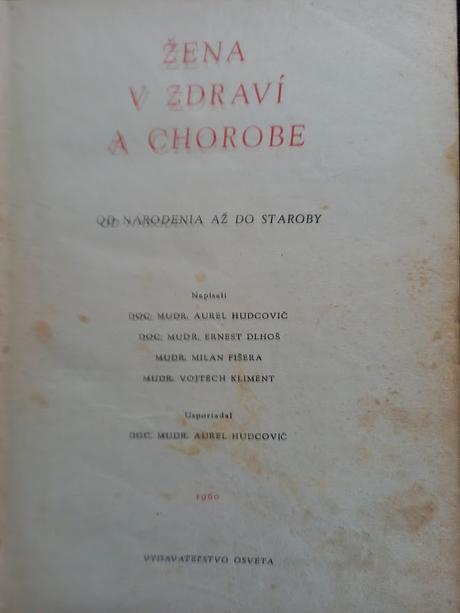 ŽENA
V ZDRAVÍ
A CHOROBE
OD NARODENIA AŽ DO STAROBY
Napísali
DOC. MUDR. AUREL HUDCOVIČ
DOC. MUDR. ERNEST DLHOŠ
MUDR. MILAN FIŠERA
MUDR. VOJTECH KLIMENT
Usporiadal
DOC. MUDR. AUREL HUDCOVIČ
1960
VYDAVATEĽSTVO OSVETA